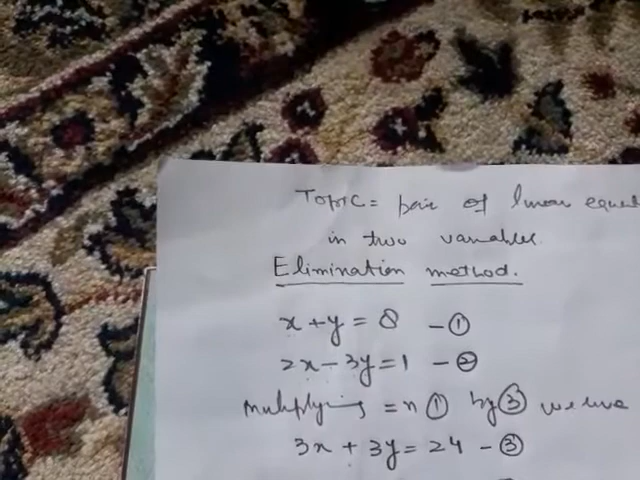 Topic = pair of linear equat
in two variables.
Elimination method.
x + y = 8 - ①
2x - 3y = 1 - ②
Multiplying = n ① by ③ we have
3x + 3y = 24 - ③